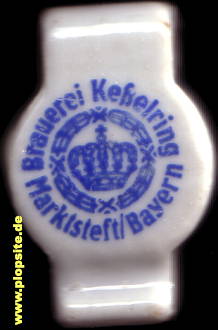 Brauerei Keßelring
Marktsteft/Bayern
www.plopsite.de